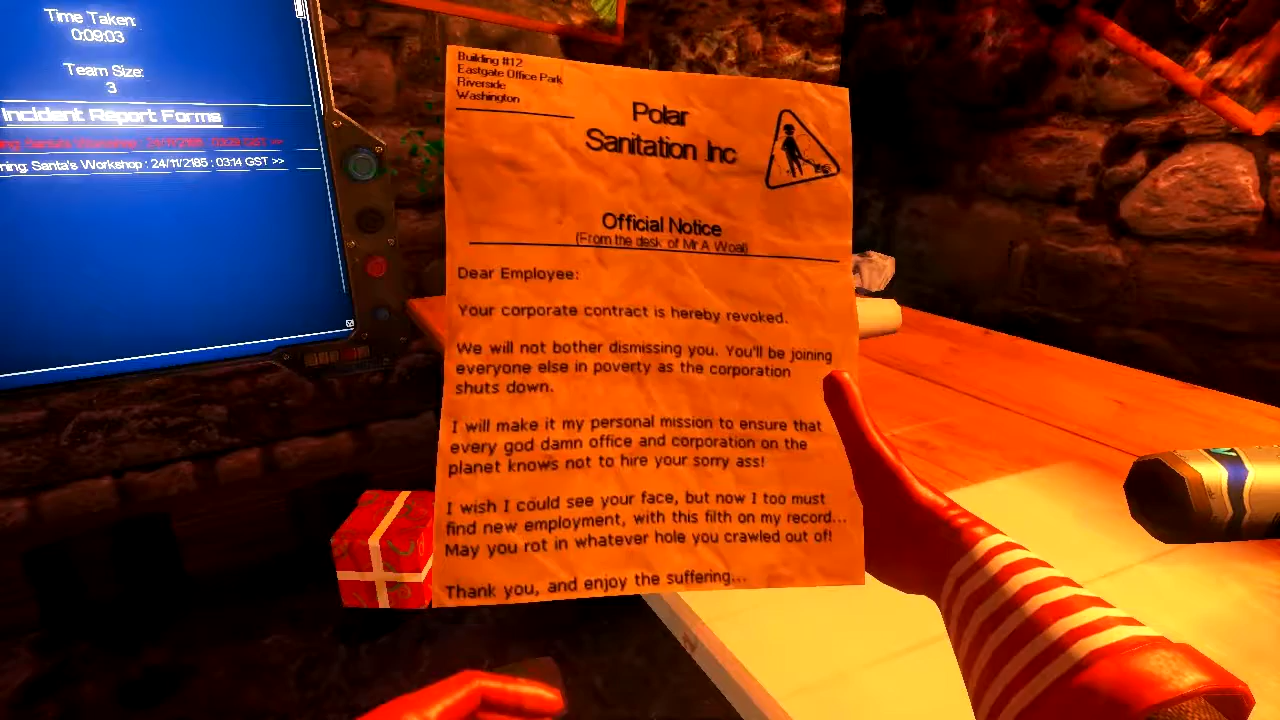 Time Taken:
0:09:03
Team Size:
3
Incident Report Forms
ning: Santa's Workshop : 24/11/2185 ; 03:14 GST >>
Building #12
Eastgate Office Park
Riverside
Washington
Polar
Sanitation Inc
Official Notice
(From the desk of Mr A Woal)
Dear Employee:
Your corporate contract is hereby revoked.
We will not bother dismissing you. You'll be joining
everyone else in poverty as the corporation
shuts down.
I will make it my personal mission to ensure that
every god damn office and corporation on the
planet knows not to hire your sorry ass!
I wish I could see your face, but now I too must
find new employment, with this filth on my record...
May you rot in whatever hole you crawled out of!
Thank you, and enjoy the suffering...